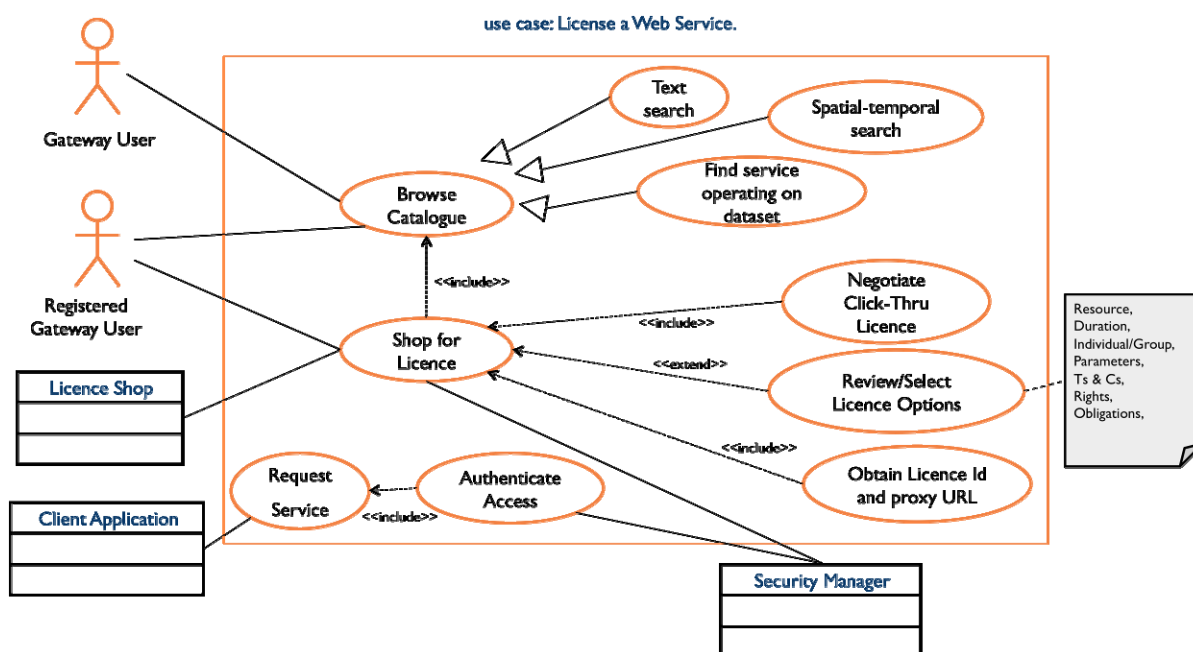 use case: License a Web Service.
Gateway User
Text
search
Spatial-temporal
search
Find service
operating on
dataset
Browse
Catalogue
Registered
Gateway User
<<include>>
Negotiate
Click-Thru
Licence
<<include>>
Shop for
Licence
<<extend>>
Review/Select
Licence Options
Resource,
Duration,
Individual/Group,
Parameters,
Ts & Cs,
Rights,
Obligations,
Licence Shop
<<include>>
Obtain Licence Id
and proxy URL
Request
Service
Authenticate
Access
<<include>>
Client Application
Security Manager